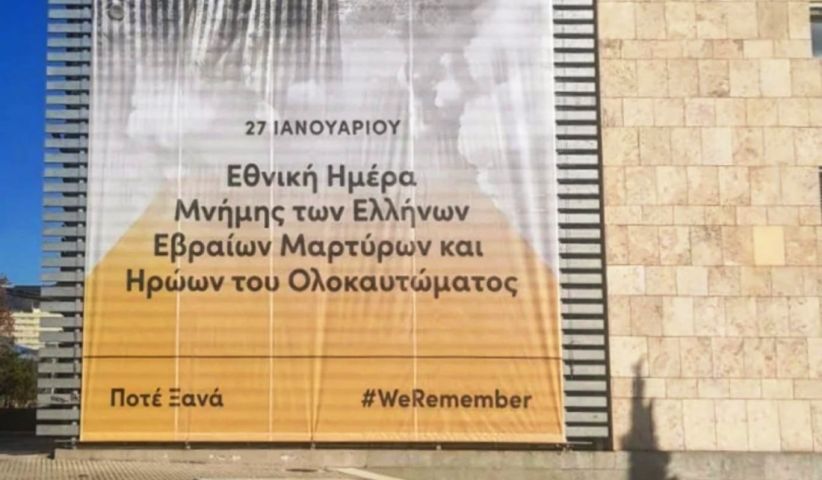 27 ΙΑΝΟΥΑΡΙΟΥ
Εθνική Ημέρα
Μνήμης των Ελλήνων
Εβραίων Μαρτύρων και
Ηρώων του Ολοκαυτώματος
Ποτέ Ξανά
#WeRemember